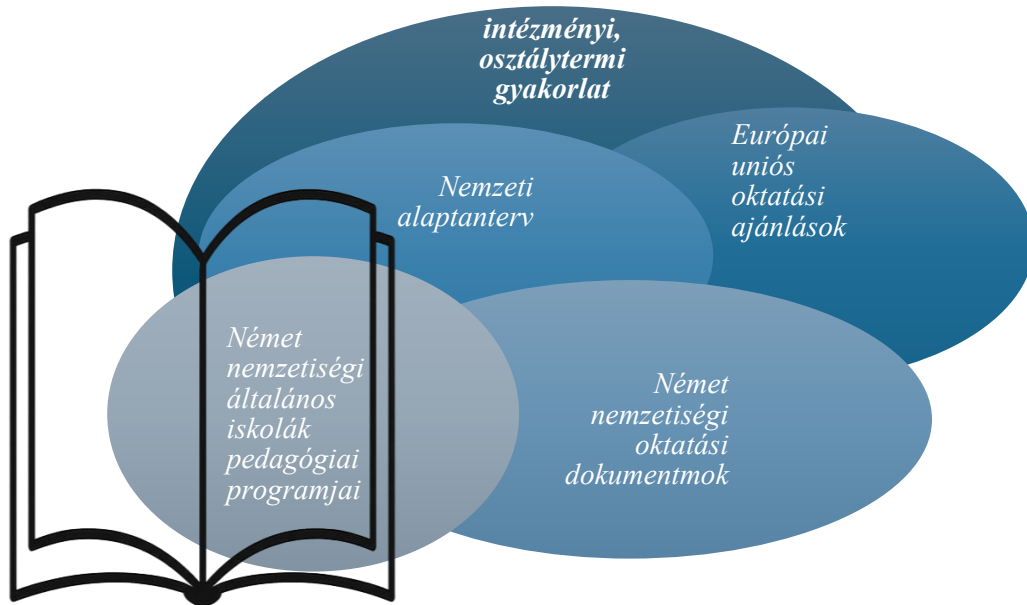 intézményi,
osztálytermi
gyakorlat
Európai
uniós
oktatási
ajánlások
Nemzeti
alaptanterv
Német
nemzetiségi
általános
iskolák
pedagógiai
programjai
Német
nemzetiségi
oktatási
dokumentmok